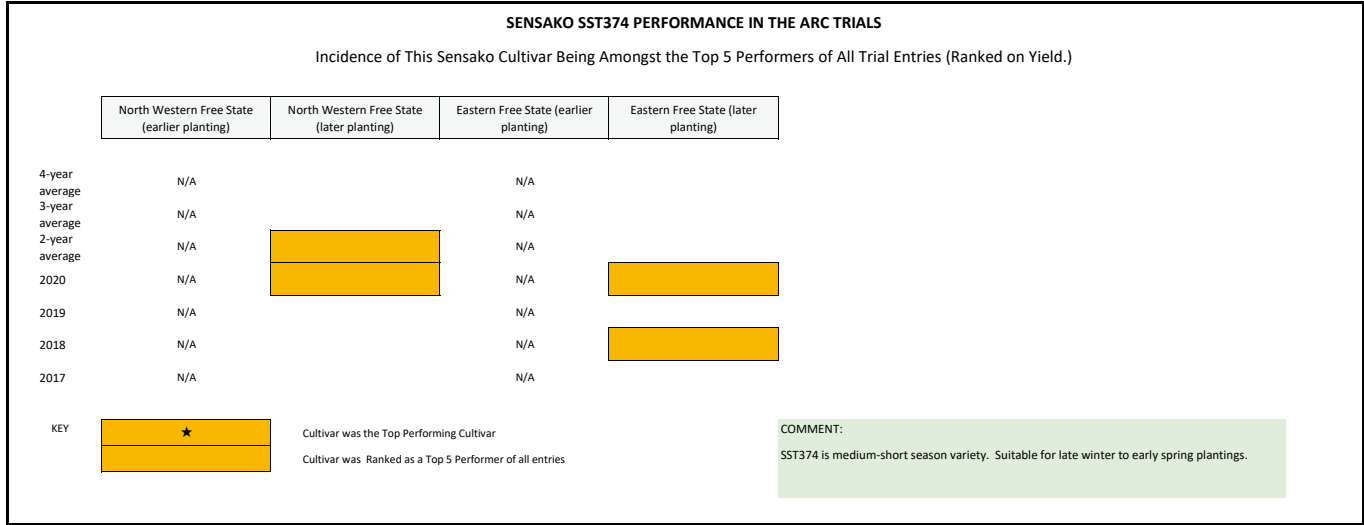 SENSAKO SST374 PERFORMANCE IN THE ARC TRIALS
Incidence of This Sensako Cultivar Being Amongst the Top 5 Performers of All Trial Entries (Ranked on Yield.)
North Western Free State
(earlier planting)
North Western Free State
(later planting)
Eastern Free State (earlier
planting)
Eastern Free State (later
planting)
4-year
average
N/A
N/A
3-year
average
N/A
N/A
2-year
average
N/A
N/A
2020
N/A
N/A
2019
N/A
N/A
2018
N/A
N/A
2017
N/A
N/A
KEY
★
Cultivar was the Top Performing Cultivar
Cultivar was Ranked as a Top 5 Performer of all entries
COMMENT:
SST374 is medium-short season variety. Suitable for late winter to early spring plantings.